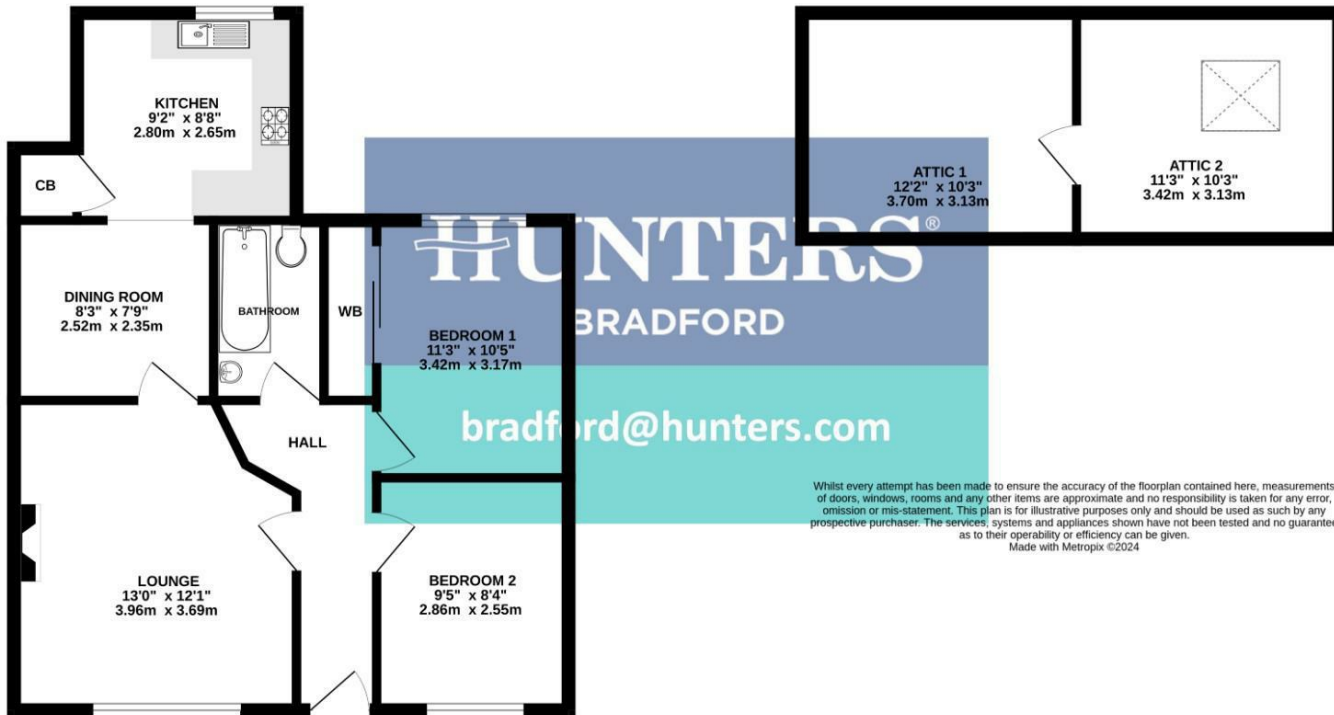 KITCHEN
9'2" x 8'8"
2.80m x 2.65m
CB
DINING ROOM
8'3" x 7'9"
2.52m x 2.35m
BATHROOM
WB
BEDROOM 1
11'3" x 10'5"
3.42m x 3.17m
HALL
LOUNGE
13'0" x 12'1"
3.96m x 3.69m
BEDROOM 2
9'5" x 8'4"
2.86m x 2.55m
ATTIC 1
12'2" x 10'3"
3.70m x 3.13m
ATTIC 2
11'3" x 10'3"
3.42m x 3.13m
HUNTERS®
BRADFORD
bradford@hunters.com
Whilst every attempt has been made to ensure the accuracy of the floorplan contained here, measurements
of doors, windows, rooms and any other items are approximate and no responsibility is taken for any error,
omission or mis-statement. This plan is for illustrative purposes only and should be used as such by any
prospective purchaser. The services, systems and appliances shown have not been tested and no guarantee
as to their operability or efficiency can be given.
Made with Metropix ©2024